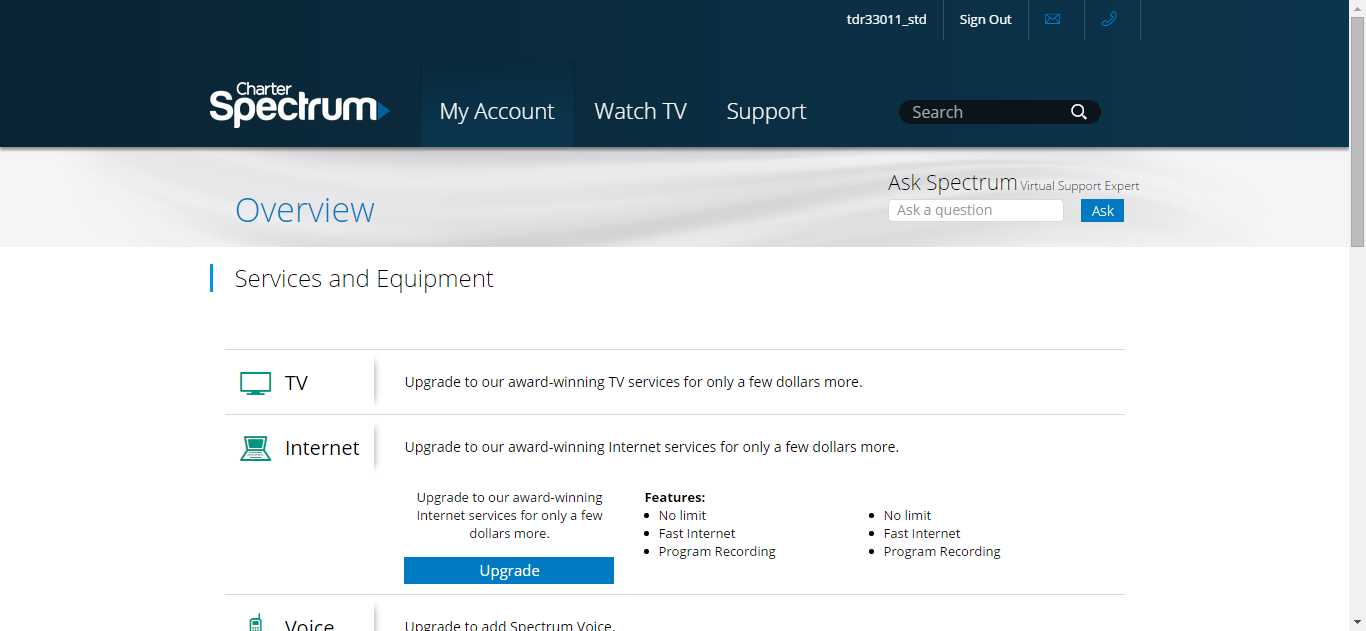 tdr33011_std Sign Out
Charter
Spectrum
My Account Watch TV Support Search
Ask Spectrum Virtual Support Expert
Overview
Ask a question Ask
Services and Equipment
TV Upgrade to our award-winning TV services for only a few dollars more.
Internet Upgrade to our award-winning Internet services for only a few dollars more.
Upgrade to our award-winning
Internet services for only a few
dollars more.
Upgrade
Features:
No limit
Fast Internet
Program Recording
No limit
Fast Internet
Program Recording
Voice Upgrade to add Spectrum Voice.